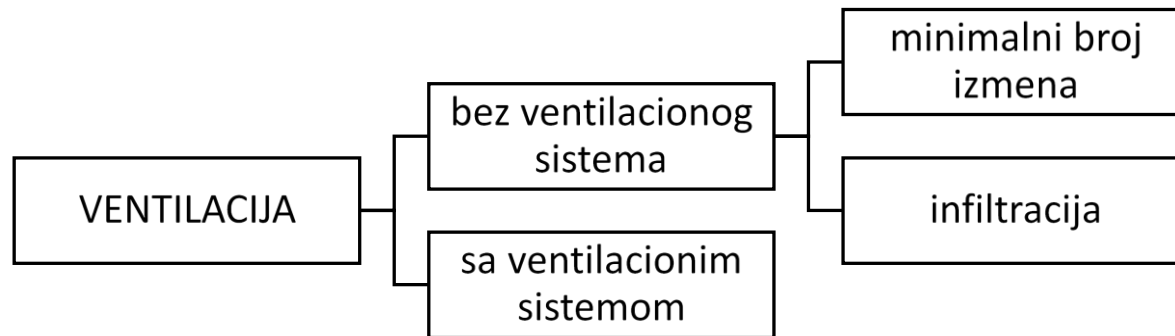 VENTILACIJA
bez ventilacionog
sistema
sa ventilacionim
sistemom
minimalni broj
izmena
infiltracija